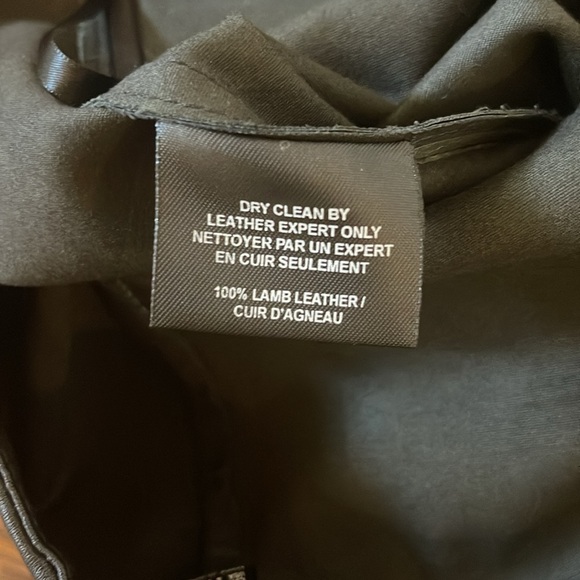 DRY CLEAN BY
LEATHER EXPERT ONLY
NETTOYER PAR UN EXPERT
EN CUIR SEULEMENT
100% LAMB LEATHER /
CUIR D'AGNEAU